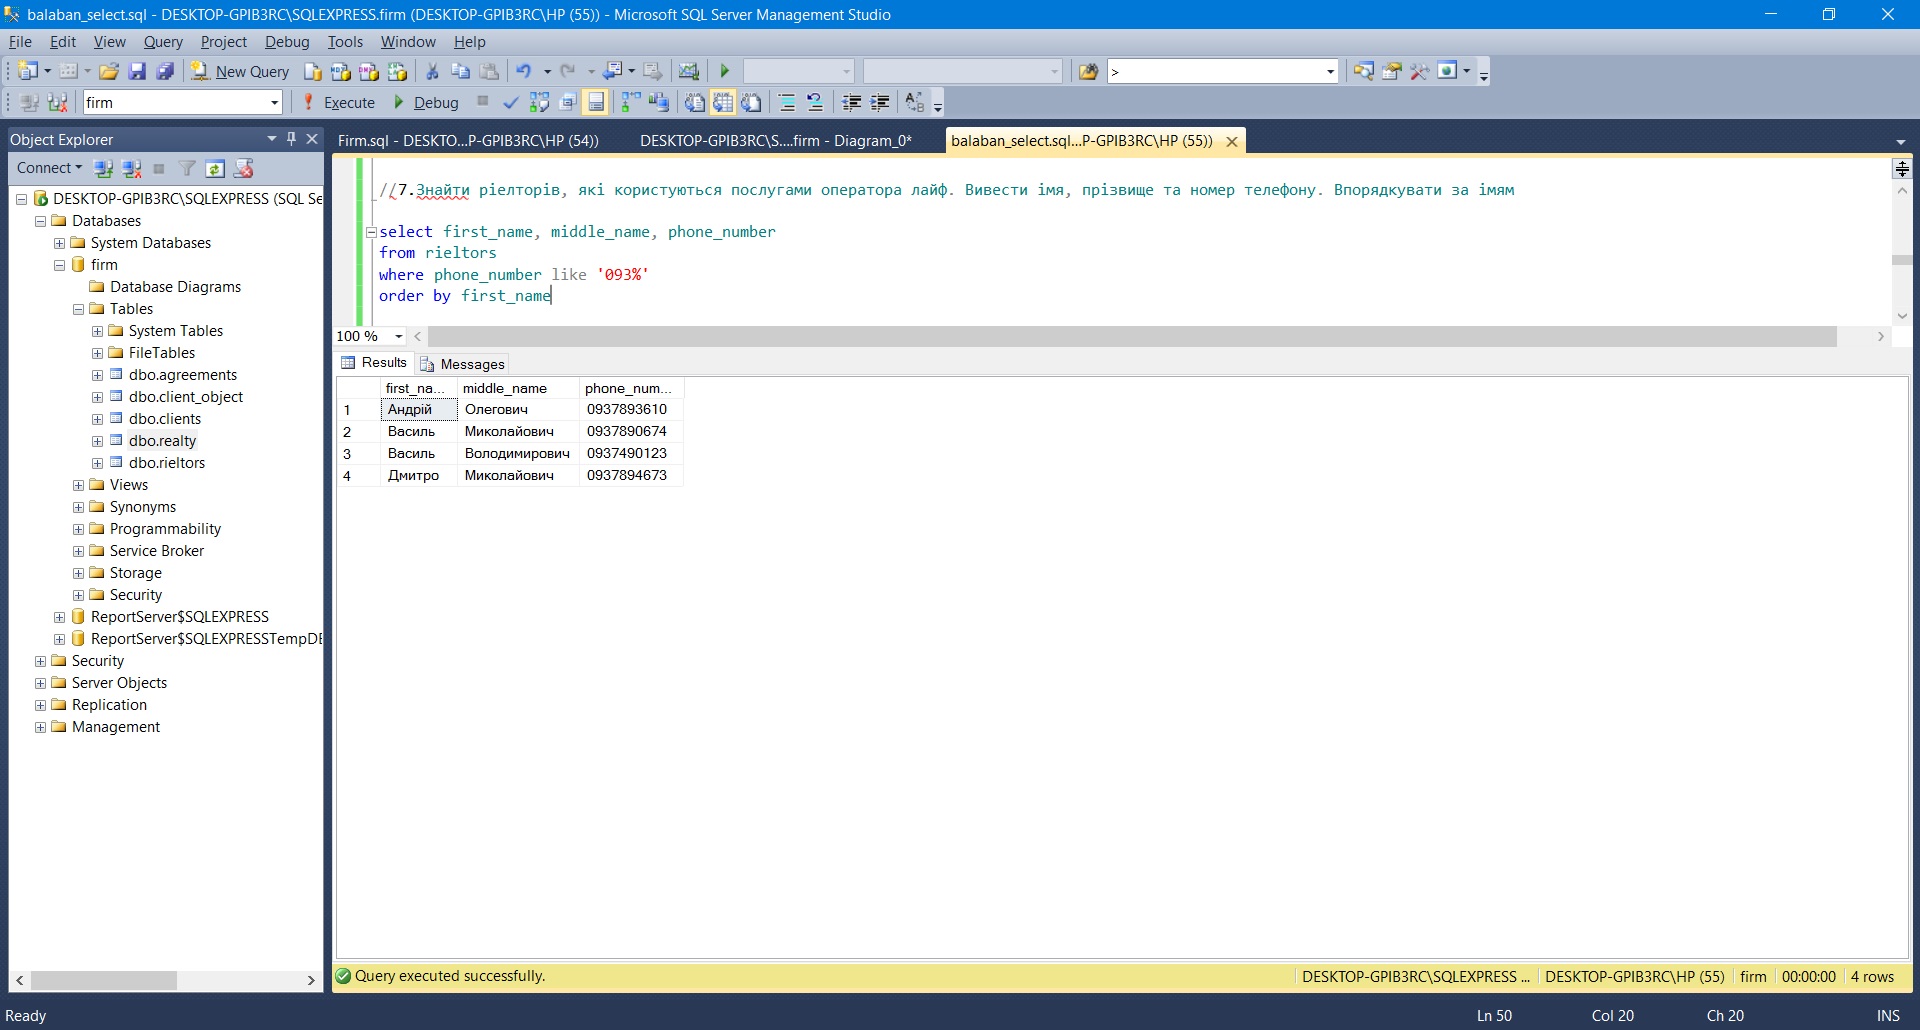 balaban_select.sql - DESKTOP-GPIB3RC\SQLEXPRESS.firm (DESKTOP-GPIB3RC\HP (55)) - Microsoft SQL Server Management Studio
File Edit View Query Project Debug Tools Window Help
New Query >
firm Execute Debug
Object Explorer
Connect
DESKTOP-GPIB3RC\SQLEXPRESS (SQL Se
Databases
System Databases
firm
Database Diagrams
Tables
System Tables
FileTables
dbo.agreements
dbo.client_object
dbo.clients
dbo.realty
dbo.rieltors
Views
Synonyms
Programmability
Service Broker
Storage
Security
ReportServer$SQLEXPRESS
ReportServer$SQLEXPRESSTempDB
Security
Server Objects
Replication
Management
Firm.sql - DESKTO...P-GPIB3RC\HP (54)) DESKTOP-GPIB3RC\S....firm - Diagram_0* balaban_select.sql...P-GPIB3RC\HP (55))
//7.Знайти рієлторів, які користуються послугами оператора лайф. Вивести імя, прізвище та номер телефону. Впорядкувати за імям
select first_name, middle_name, phone_number
from rieltors
where phone_number like '093%'
order by first_name
100 %
Results Messages
first_na... middle_name phone_num...
1 Андрій Олегович 0937893610
2 Василь Миколайович 0937890674
3 Василь Володимирович 0937490123
4 Дмитро Миколайович 0937894673
Query executed successfully. DESKTOP-GPIB3RC\SQLEXPRESS ... DESKTOP-GPIB3RC\HP (55) firm 00:00:00 4 rows
Ready Ln 50 Col 20 Ch 20 INS